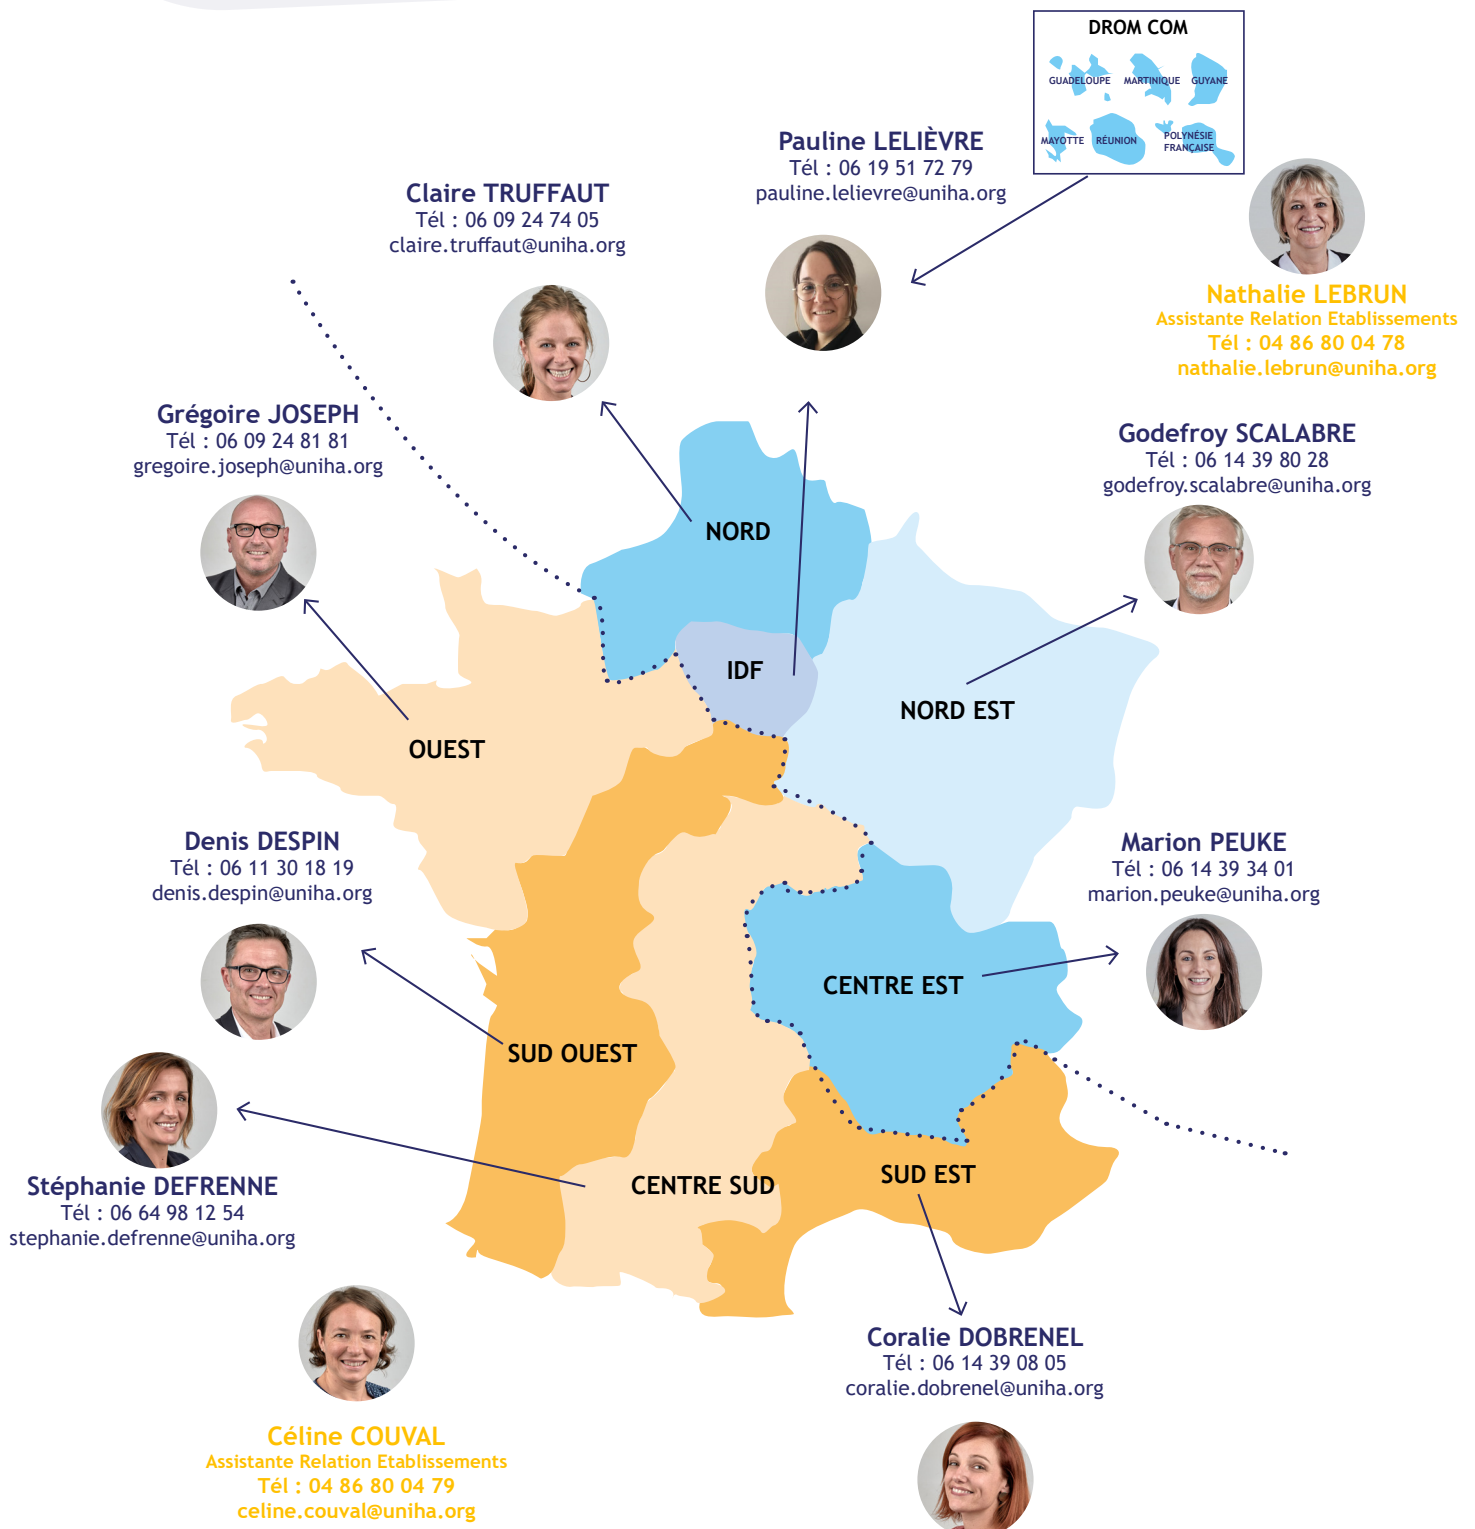 DROM COM
GUADELOUPE
MARTINIQUE
GUYANE
MAYOTTE
RÉUNION
POLYNÉSIE
FRANÇAISE
Pauline LELIÈVRE
Tél : 06 19 51 72 79
pauline.lelievre@uniha.org
Claire TRUFFAUT
Tél : 06 09 24 74 05
claire.truffaut@uniha.org
Nathalie LEBRUN
Assistante Relation Etablissements
Tél : 04 86 80 04 78
nathalie.lebrun@uniha.org
Grégoire JOSEPH
Tél : 06 09 24 81 81
gregoire.joseph@uniha.org
Godefroy SCALABRE
Tél : 06 14 39 80 28
godefroy.scalabre@uniha.org
NORD
IDF
NORD EST
OUEST
Denis DESPIN
Tél : 06 11 30 18 19
denis.despin@uniha.org
Marion PEUKE
Tél : 06 14 39 34 01
marion.peuke@uniha.org
CENTRE EST
SUD OUEST
CENTRE SUD
SUD EST
Stéphanie DEFRENNE
Tél : 06 64 98 12 54
stephanie.defrenne@uniha.org
Coralie DOBRENEL
Tél : 06 14 39 08 05
coralie.dobrenel@uniha.org
Céline COUVAL
Assistante Relation Etablissements
Tél : 04 86 80 04 79
celine.couval@uniha.org